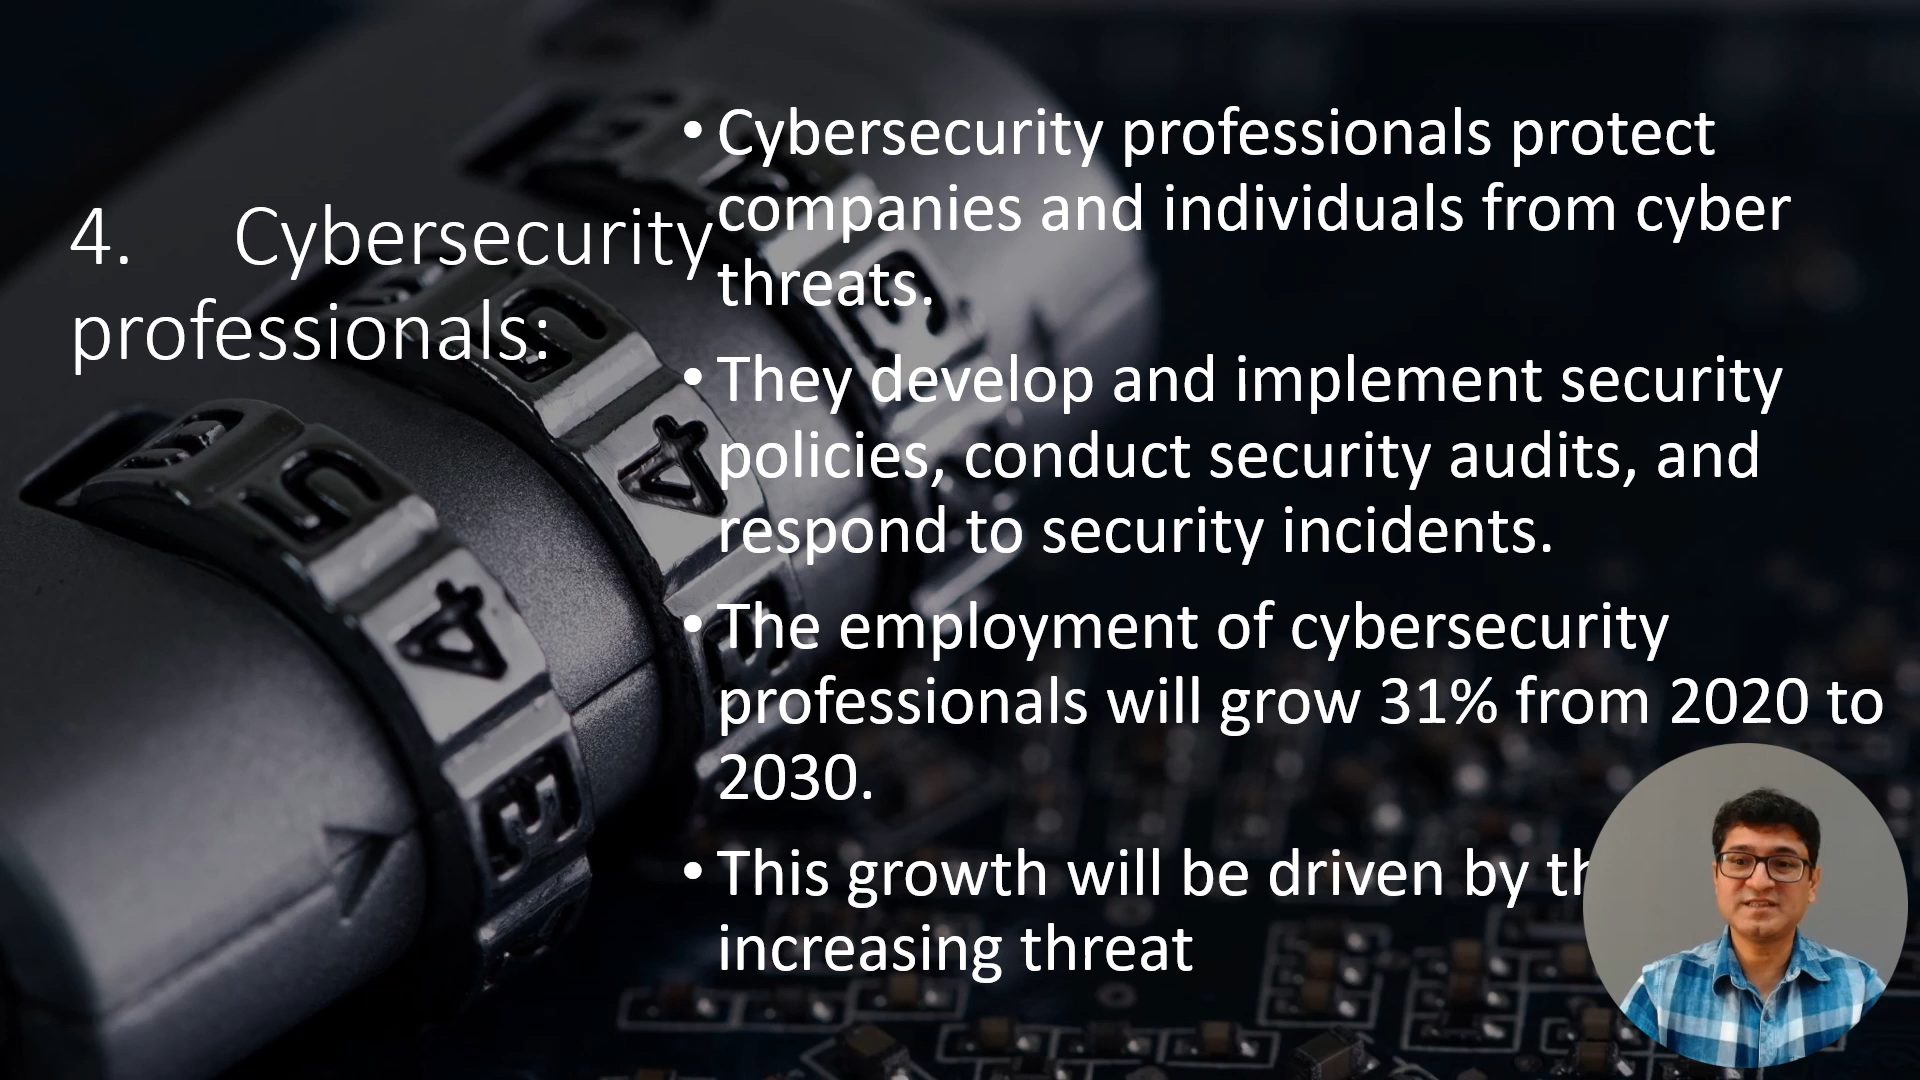 4. Cybersecurity
professionals:
• Cybersecurity professionals protect
companies and individuals from cyber
threats.
• They develop and implement security
policies, conduct security audits, and
respond to security incidents.
• The employment of cybersecurity
professionals will grow 31% from 2020 to
2030.
• This growth will be driven by
increasing threat